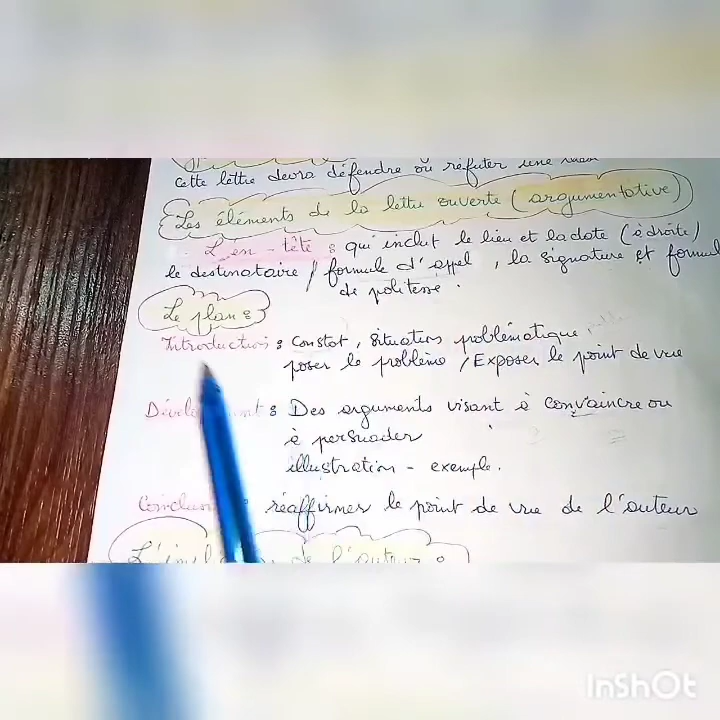 Cette lettre devra défendre ou réfuter une
Les éléments de la lettre ouverte (argumentative)
L'en-tête : qui inclut le lieu et la date (à droite)
le destinataire / formule d'appel, la signature et formule
de politesse.
Le plan :
Introduction : Constat, situation problématique
poser le problème / Exposer le point de vue
Développement : Des arguments visant à convaincre ou
à persuader
illustration - exemple.
Conclusion : réaffirmer le point de vue de l'auteur
de l'auteur :
InShOt